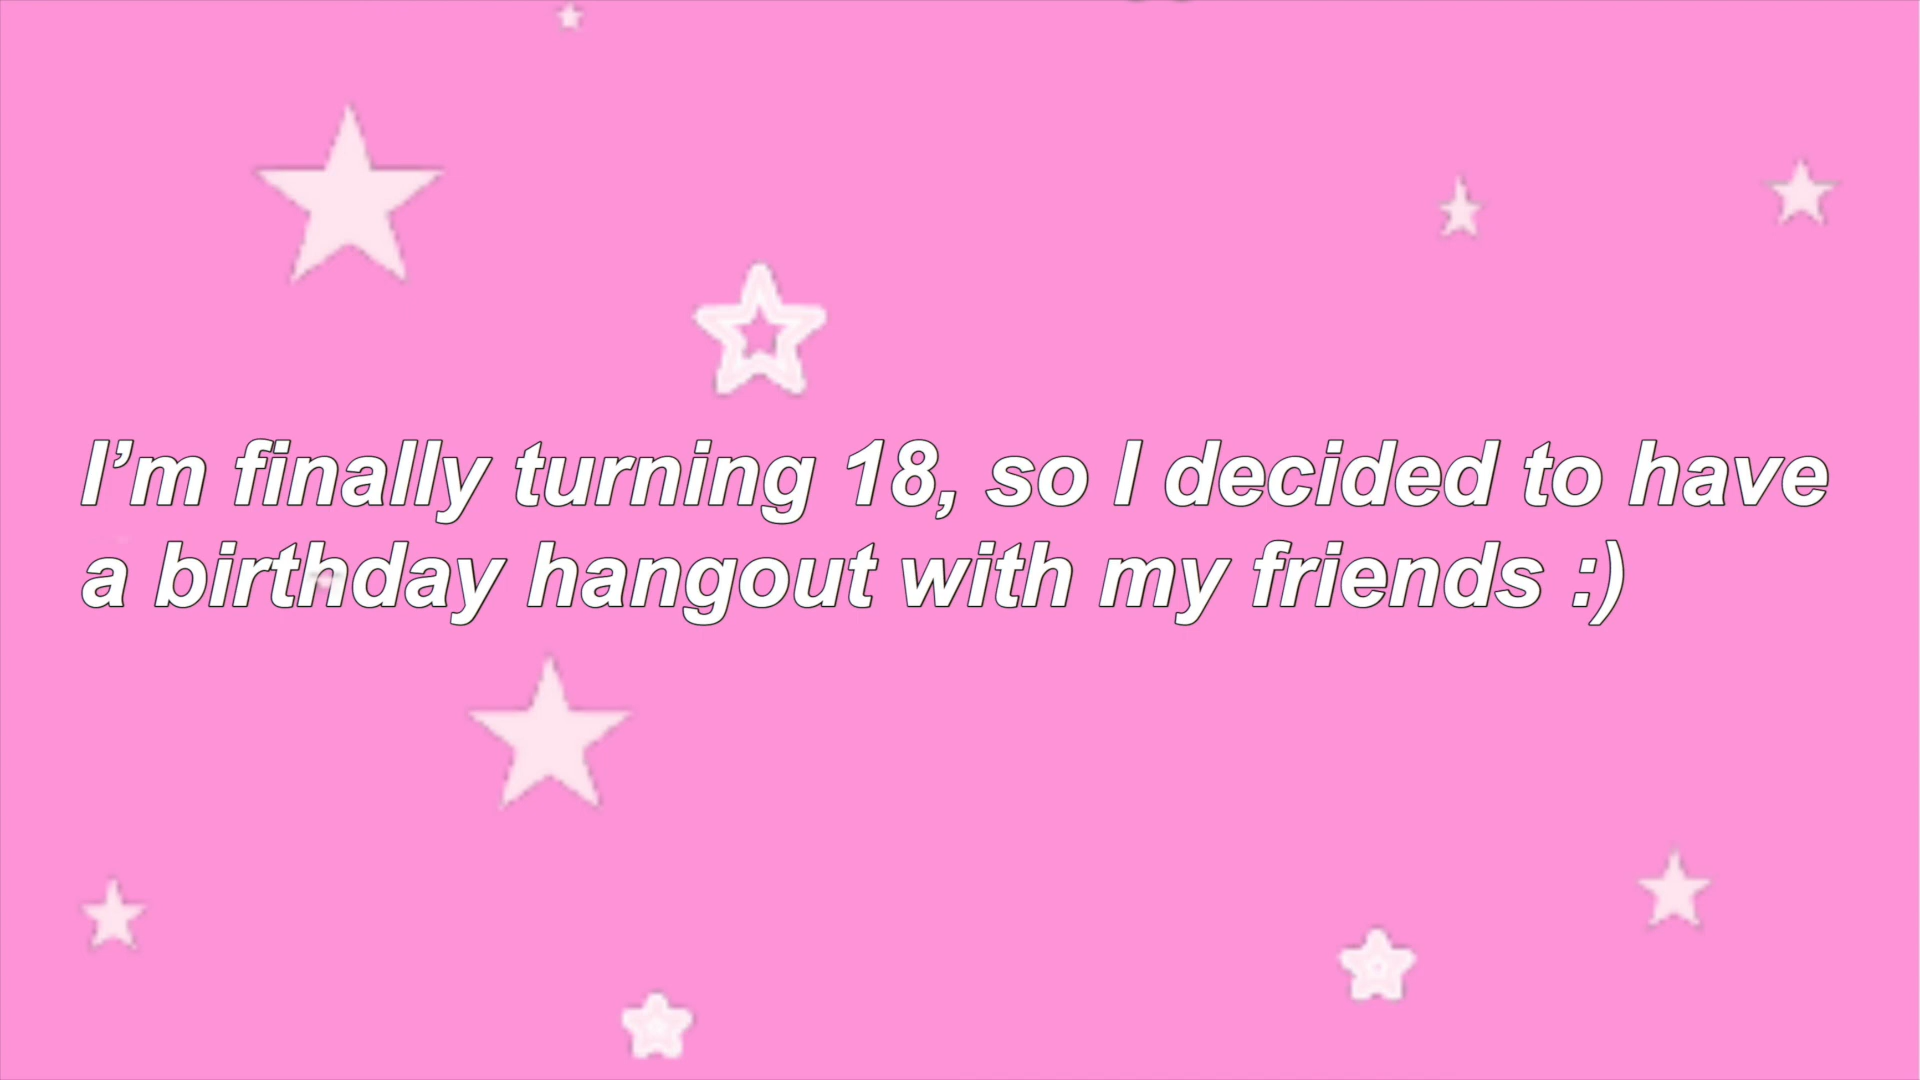 I’m finally turning 18, so I decided to have
a birthday hangout with my friends :)